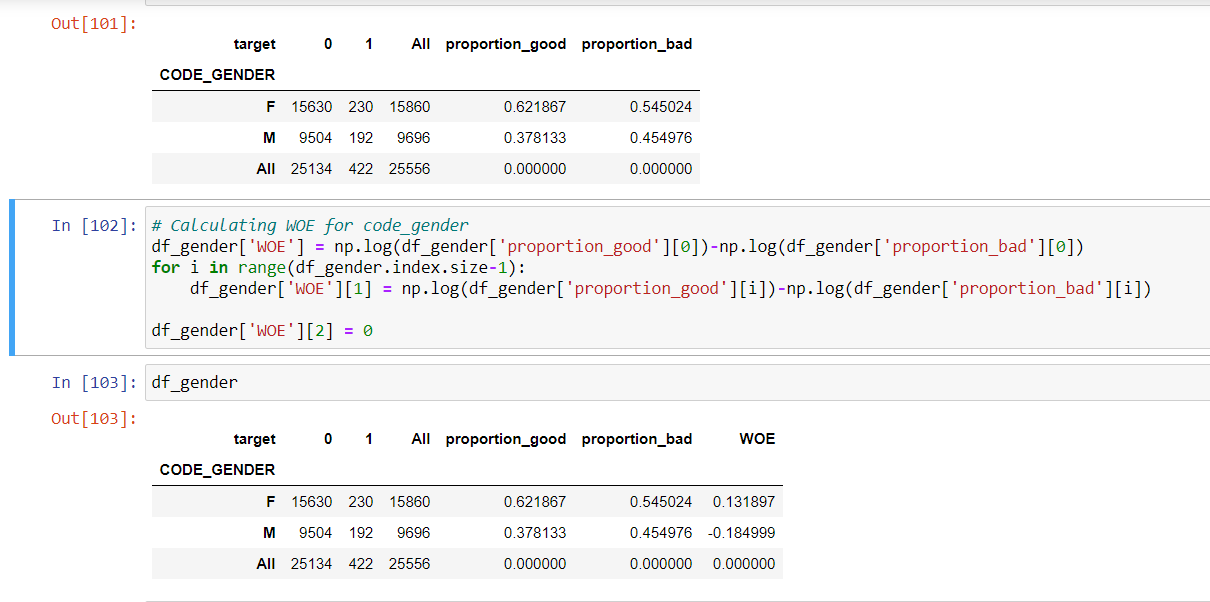 Out[101]:
target 0 1 All proportion_good proportion_bad
CODE_GENDER
F 15630 230 15860 0.621867 0.545024
M 9504 192 9696 0.378133 0.454976
All 25134 422 25556 0.000000 0.000000
In [102]: # Calculating WOE for code_gender
df_gender['WOE'] = np.log(df_gender['proportion_good'][0])-np.log(df_gender['proportion_bad'][0])
for i in range(df_gender.index.size-1):
    df_gender['WOE'][1] = np.log(df_gender['proportion_good'][i])-np.log(df_gender['proportion_bad'][i])
df_gender['WOE'][2] = 0
In [103]: df_gender
Out[103]:
target 0 1 All proportion_good proportion_bad WOE
CODE_GENDER
F 15630 230 15860 0.621867 0.545024 0.131897
M 9504 192 9696 0.378133 0.454976 -0.184999
All 25134 422 25556 0.000000 0.000000 0.000000